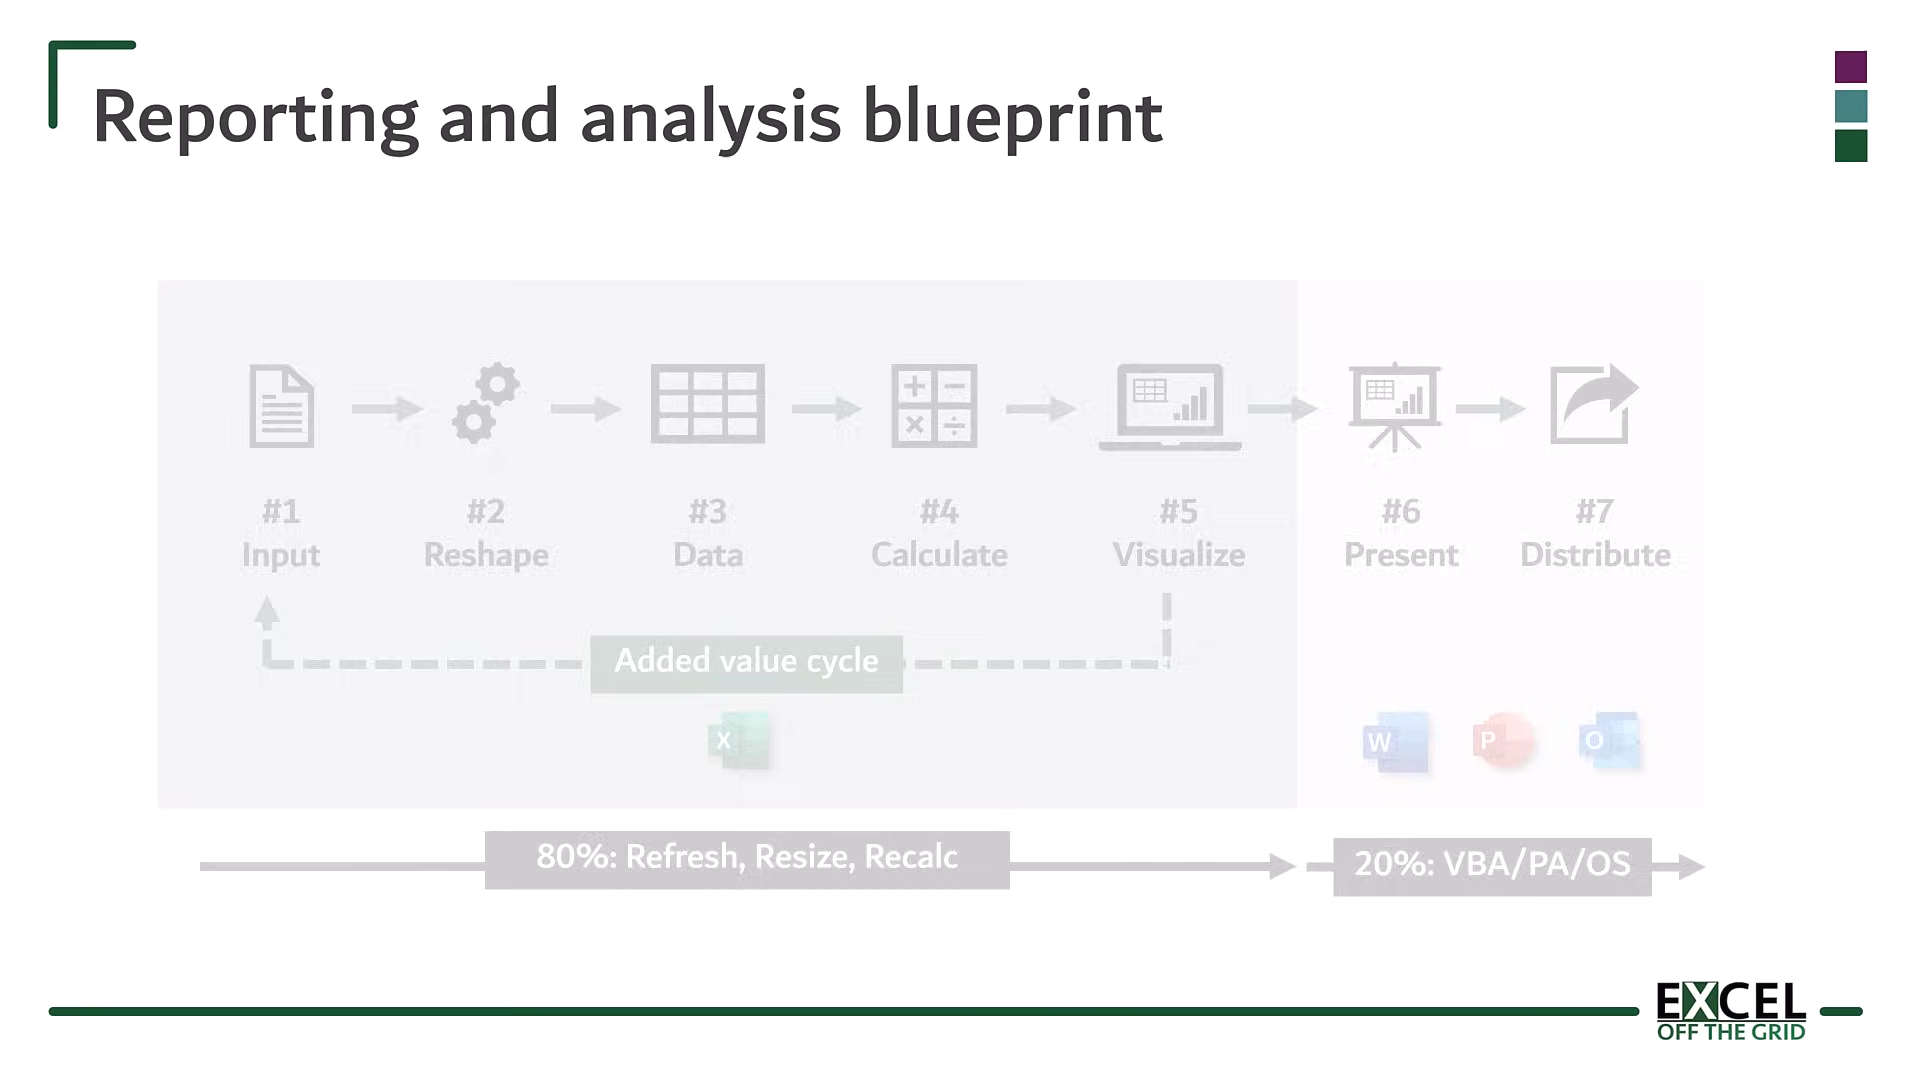 Reporting and analysis blueprint
#1
Input
#2
Reshape
#3
Data
#4
Calculate
#5
Visualize
#6
Present
#7
Distribute
Added value cycle
X
W
P
O
80%: Refresh, Resize, Recalc
20%: VBA/PA/OS
EXCEL
OFF THE GRID